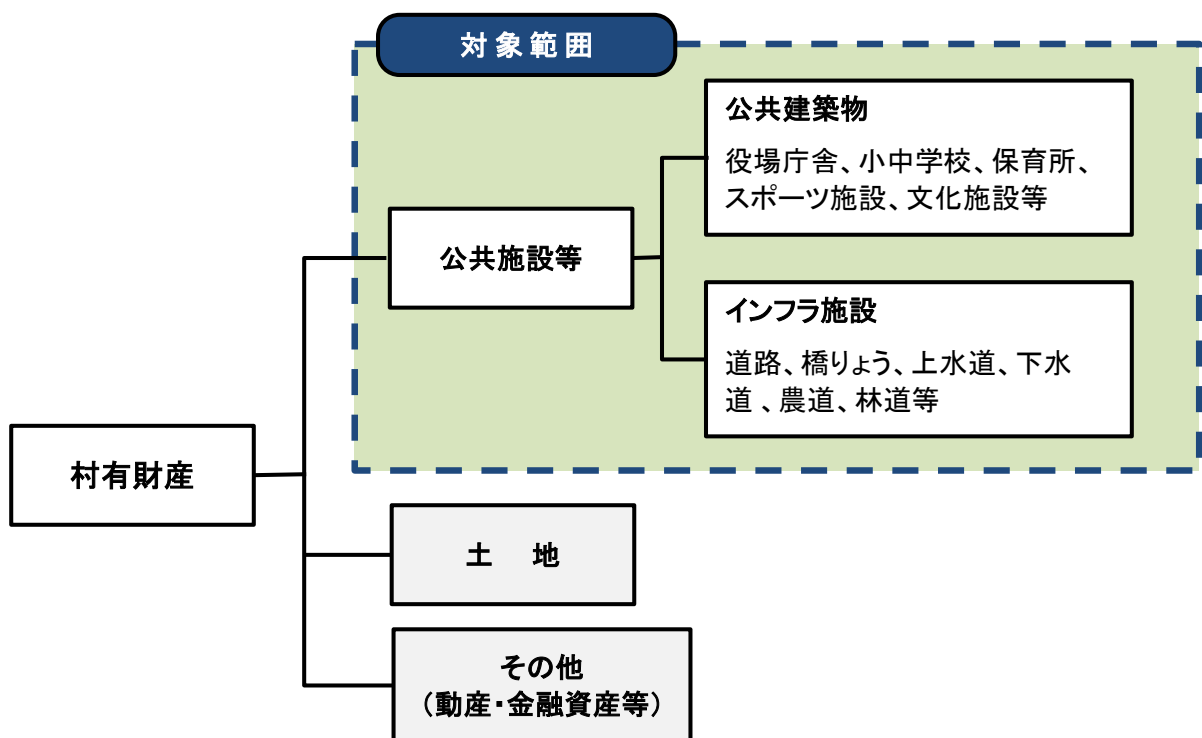 対象範囲
公共建築物
役場庁舎、小中学校、保育所、
スポーツ施設、文化施設等
公共施設等
インフラ施設
道路、橋りょう、上水道、下水
道 、農道、林道等
村有財産
土　地
その他
（動産・金融資産等）